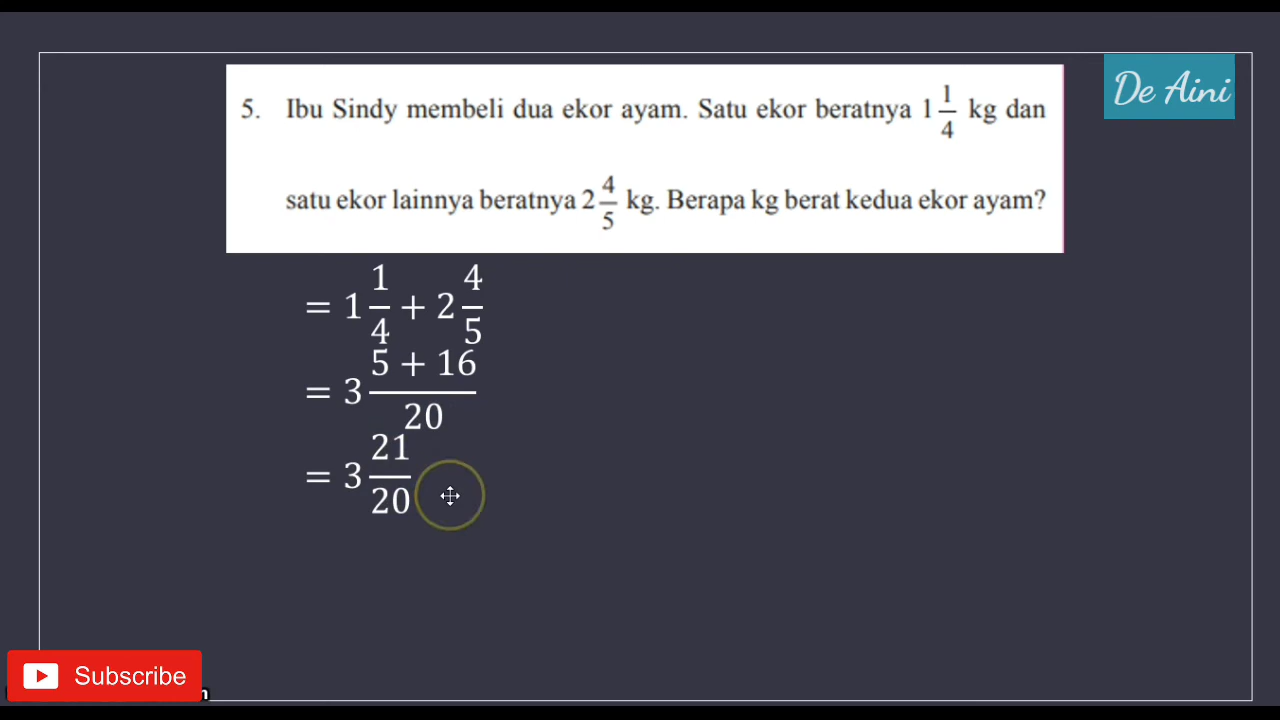 De Aini
5. Ibu Sindy membeli dua ekor ayam. Satu ekor beratnya 1 1/4 kg dan
satu ekor lainnya beratnya 2 4/5 kg. Berapa kg berat kedua ekor ayam?
= 1 1/4 + 2 4/5
= 3 5 + 16/20
= 3 21/20
Subscribe